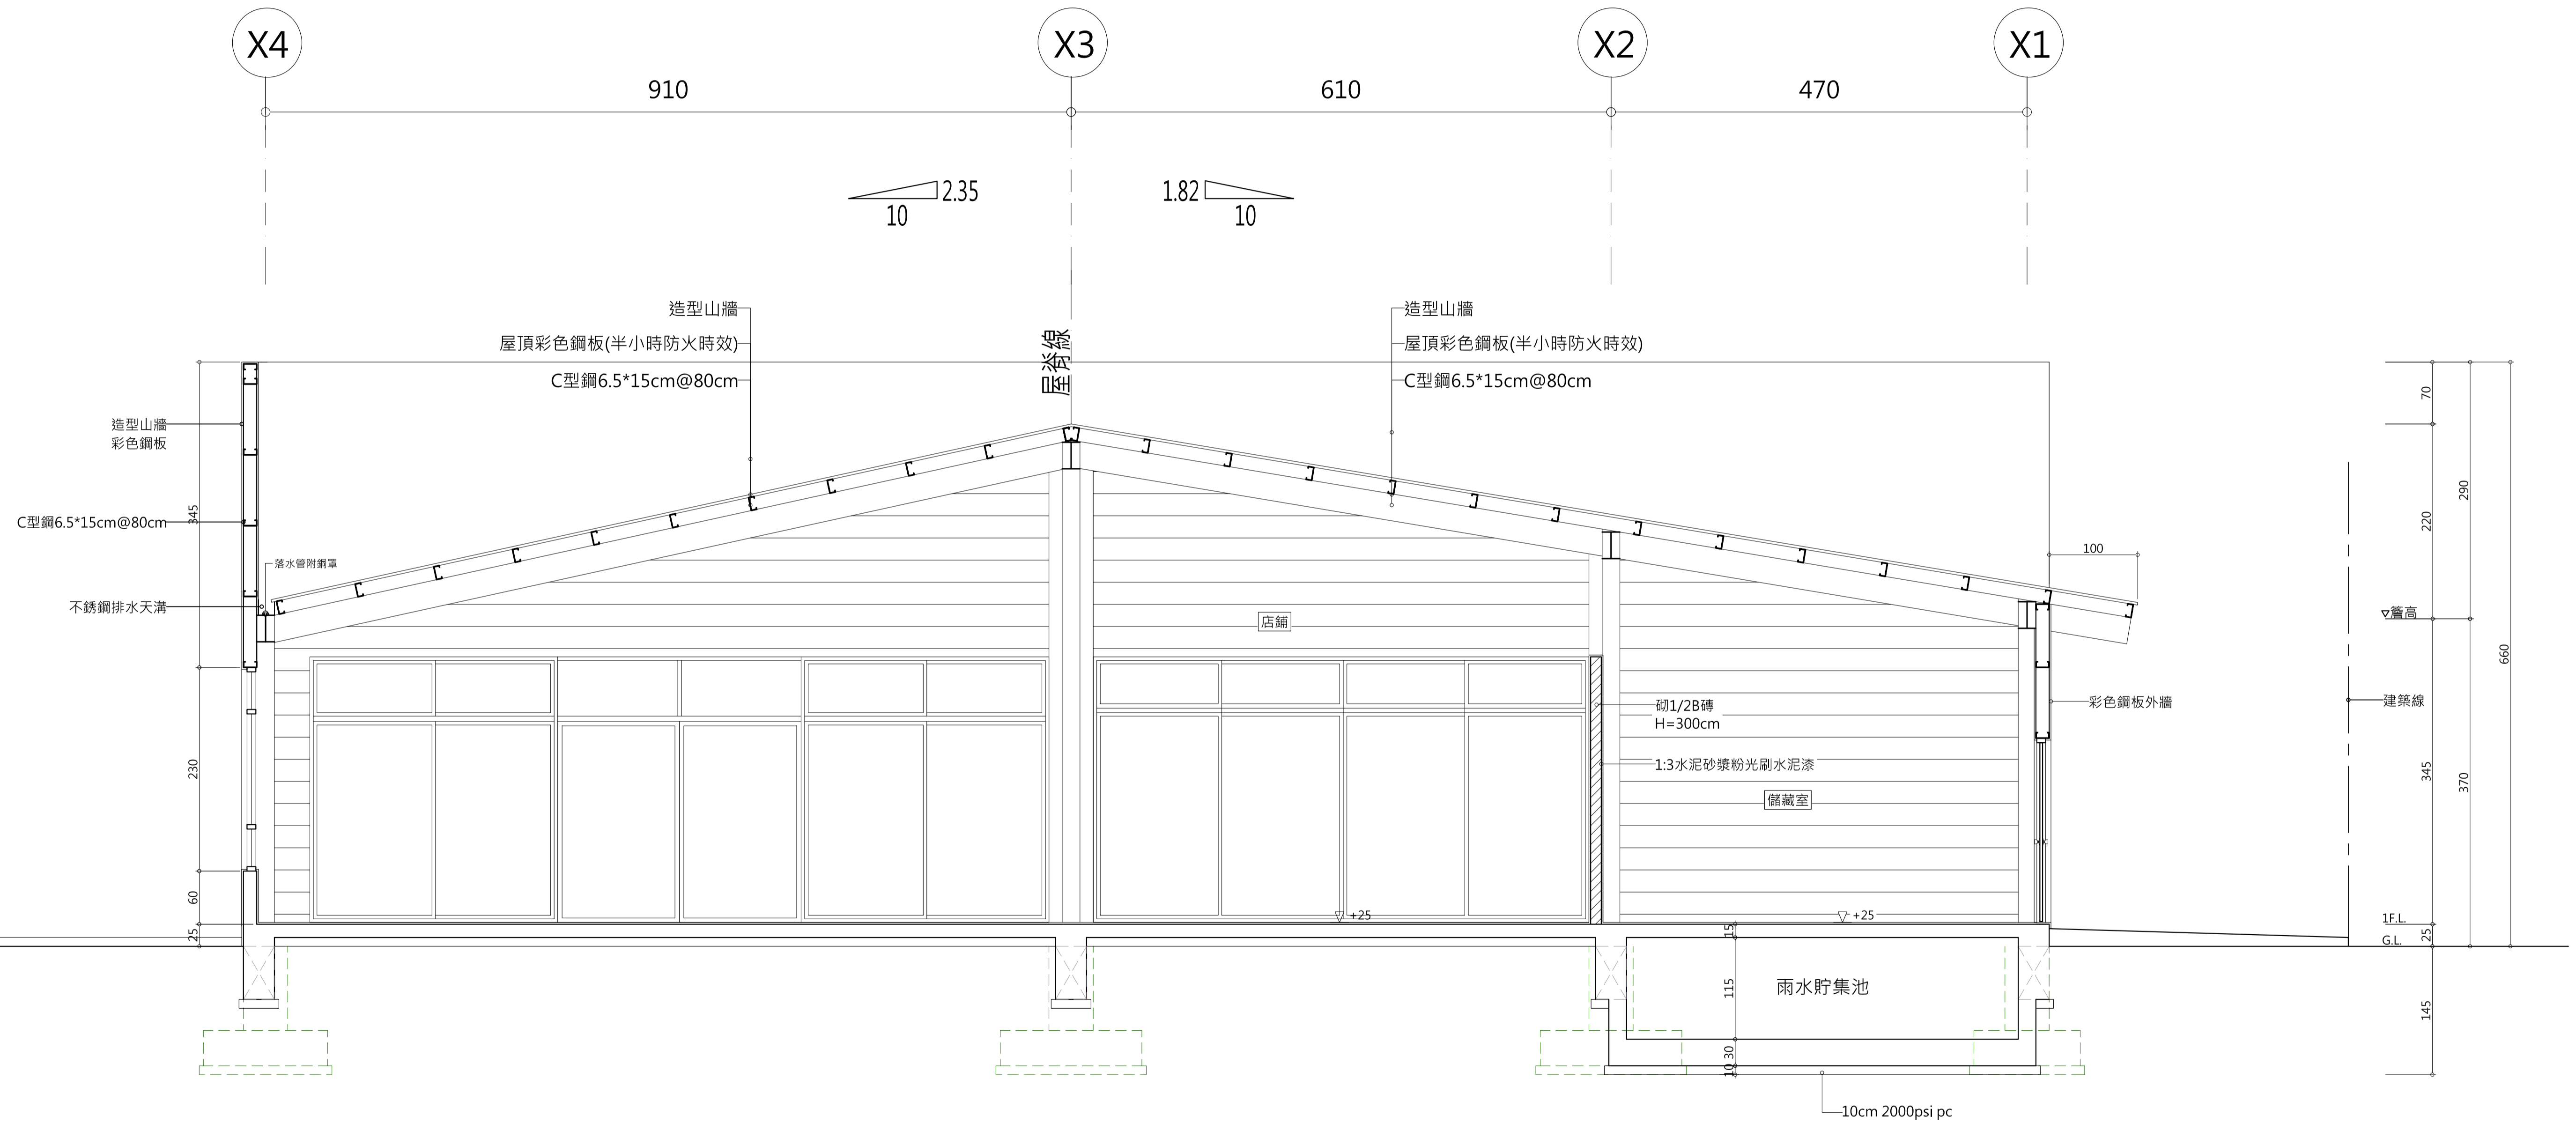 X4
X3
X2
X1
910
610
470
2.35
10
1.82
10
造型山牆
屋頂彩色鋼板(半小時防火時效)
C型鋼6.5*15cm@80cm
屋脊線
造型山牆
屋頂彩色鋼板(半小時防火時效)
C型鋼6.5*15cm@80cm
造型山牆
彩色鋼板
C型鋼6.5*15cm@80cm
落水管附鋼罩
不銹鋼排水天溝
345
230
60
25
店鋪
砌1/2B磚
H=300cm
1:3水泥砂漿粉光刷水泥漆
儲藏室
+25
+25
100
彩色鋼板外牆
建築線
簷高
1F.L.
G.L.
70
220
345
25
145
290
370
660
15
115
30
10
雨水貯集池
10cm 2000psi pc